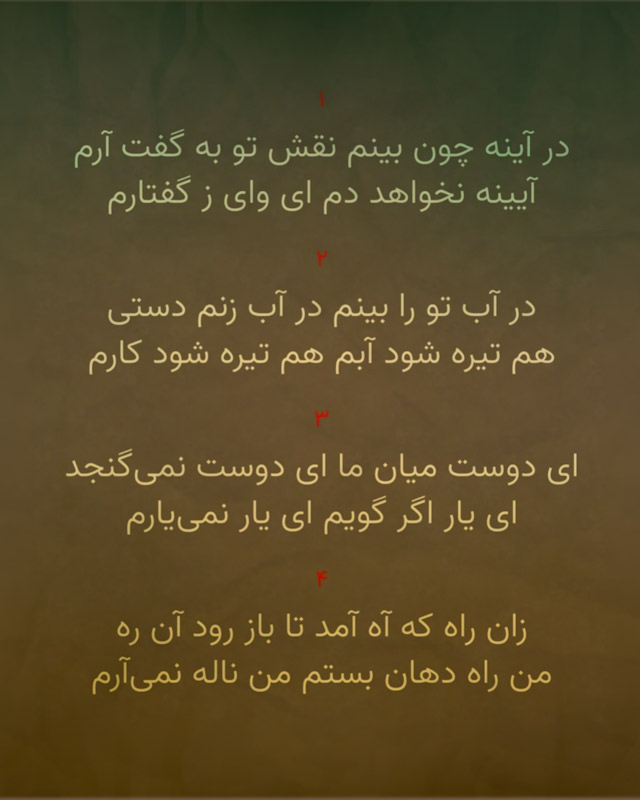 ۱
در آینه چون بینم نقش تو به گفت آرم
آیینه نخواهد دم ای وای ز گفتارم
۲
در آب تو را بینم در آب زنم دستی
هم تیره شود آبم هم تیره شود کارم
۳
ای دوست میان ما ای دوست نمی‌گنجد
ای یار اگر گویم ای یار نمی‌یارم
۴
زان راه که آه آمد تا باز رود آن ره
من راه دهان بستم من ناله نمی‌آرم